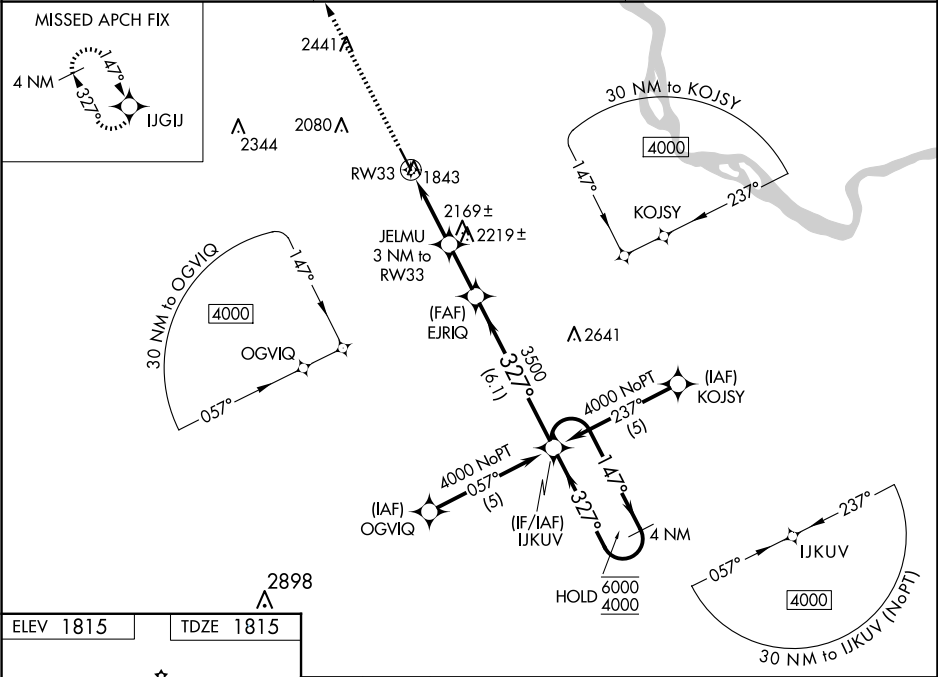 MISSED APCH FIX
4 NM
147°
327°
IJGIJ
2441
2344
2080
RW33
1843
2169 ±
2219 ±
JELMU
3 NM to
RW33
(FAF)
EJRIQ
2641
30 NM to KOJSY
4000
147°
237°
KOJSY
30 NM to OGVIQ
4000
147°
OGVIQ
057°
3500
327°
(6.1)
4000 NoPT
237°
(5)
(IAF)
KOJSY
4000 NoPT
057°
(5)
(IAF)
OGVIQ
(IF/IAF)
IJKUV
327°
147°
4 NM
HOLD
6000
4000
237°
057°
IJKUV
4000
30 NM to IJKUV (NoPT)
2898
ELEV 1815
TDZE 1815